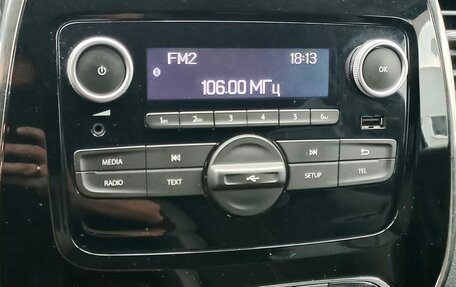 FM2 18:13
106.00 МГц
OK
1 2 3 4 5 6
MEDIA
RADIO TEXT SETUP TEL